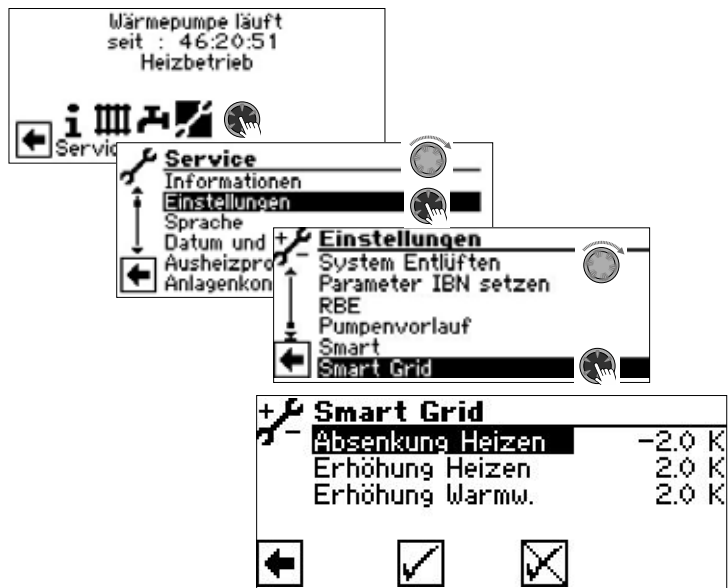 Wärmepumpe läuft
seit : 46:20:51
Heizbetrieb
Service
Informationen
Einstellungen
Sprache
Datum und
Einstellungen
System Entlüften
Parameter IBN setzen
RBE
Pumpenvorlauf
Smart
Smart Grid
Smart Grid
Absenkung Heizen -2.0 K
Erhöhung Heizen 2.0 K
Erhöhung Warmw. 2.0 K